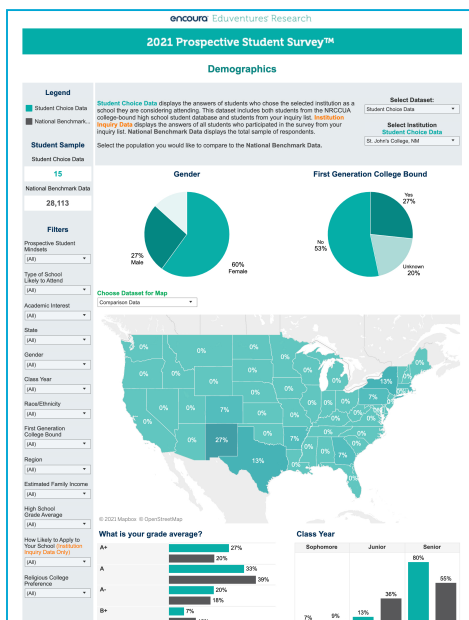 encoura Eduventures Research
2021 Prospective Student Survey™
Demographics
Legend
Student Choice Data
National Benchmark...
Student Sample
Student Choice Data
15
National Benchmark Data
28,113
Filters
Prospective Student
Mindsets
(All)
Type of School
Likely to Attend
(All)
Academic Interest
(All)
State
(All)
Gender
(All)
Class Year
(All)
Race/Ethnicity
(All)
First Generation
College Bound
(All)
Region
(All)
Estimated Family Income
(All)
High School
Grade Average
(All)
How Likely to Apply to
Your School (Institution
Inquiry Data Only)
(All)
Religious College
Preference
(All)
Student Choice Data displays the answers of students who chose the selected institution as a
school they are considering attending. This dataset includes both students from the NRCCUA
college-bound high school student database and students from your inquiry list. Institution
Inquiry Data displays the answers of all students who participated in the survey from your
inquiry list. National Benchmark Data displays the total sample of respondents.
Select the population you would like to compare to the National Benchmark Data.
Select Dataset:
Student Choice Data
Select Institution
Student Choice Data
St. John's College, NM
Gender
27%
Male
60%
Female
First Generation College Bound
Yes
27%
No
53%
Unknown
20%
Choose Dataset for Map
Comparison Data
0%
0%
0%
0%
0%
0%
0%
0%
0%
0%
0%
0%
0%
13%
0%
0%
7%
0%
0%
0%
0%
7%
0%
0%
0%
0%
0%
0%
27%
0%
7%
0%
0%
7%
0%
13%
0%
0%
© 2021 Mapbox © OpenStreetMap
What is your grade average?
A+
27%
20%
A
33%
39%
A-
20%
18%
B+
7%
Class Year
Sophomore
Junior
Senior
7%
9%
13%
36%
80%
55%